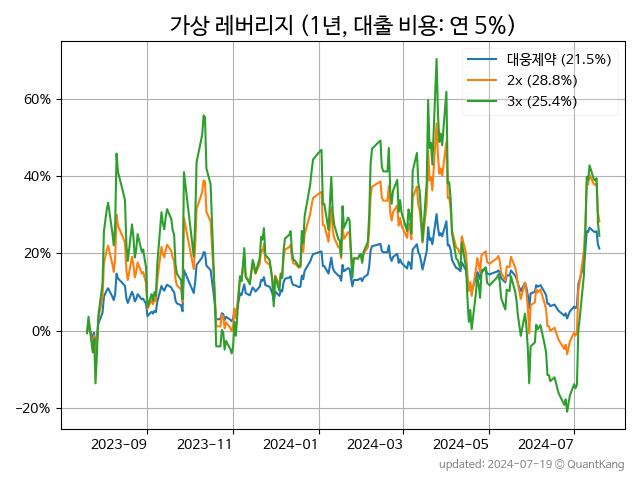 가상 레버리지 (1년, 대출 비용: 연 5%)
대웅제약 (21.5%)
2x (28.8%)
3x (25.4%)
60%
40%
20%
0%
−20%
2023-09 2023-11 2024-01 2024-03 2024-05 2024-07
updated: 2024-07-19 © QuantKang